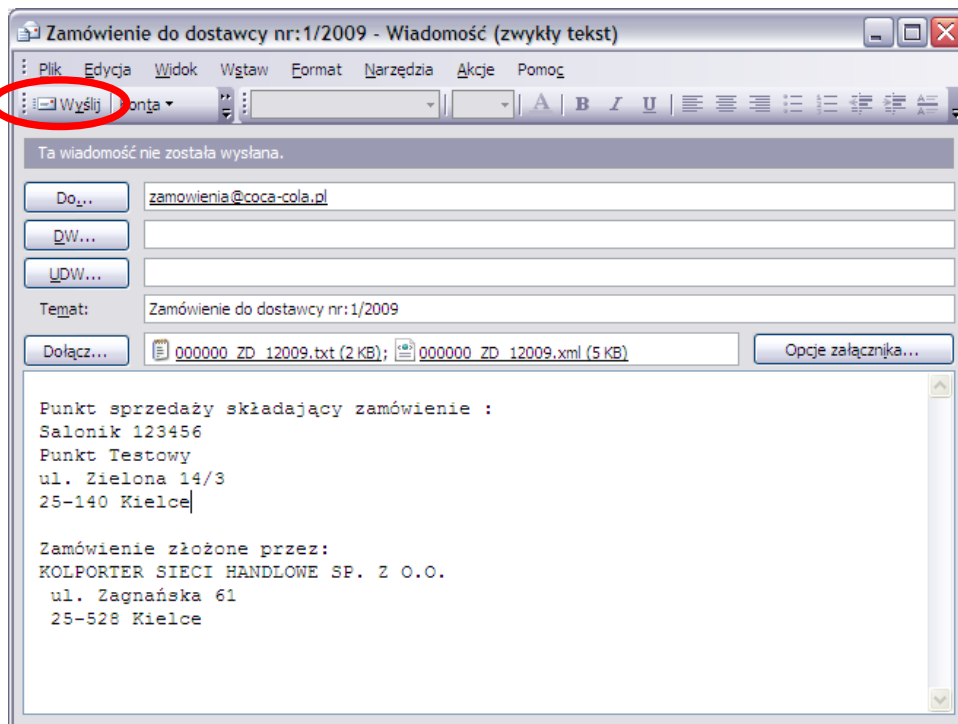 Zamówienie do dostawcy nr:1/2009 - Wiadomość (zwykły tekst)
Plik Edycja Widok Wstaw Format Narzędzia Akcje Pomoc
Wyślij onta
A B I U
Ta wiadomość nie została wysłana.
Do... zamowienia@coca-cola.pl
DW...
UDW...
Temat: Zamówienie do dostawcy nr:1/2009
Dołącz... 000000_ZD_12009.txt (2 KB); 000000_ZD_12009.xml (5 KB) Opcje załącznika...
Punkt sprzedaży składający zamówienie :
Salonik 123456
Punkt Testowy
ul. Zielona 14/3
25-140 Kielce
Zamówienie złożone przez:
KOLPORTER SIECI HANDLOWE SP. Z O.O.
ul. Zagnańska 61
25-528 Kielce